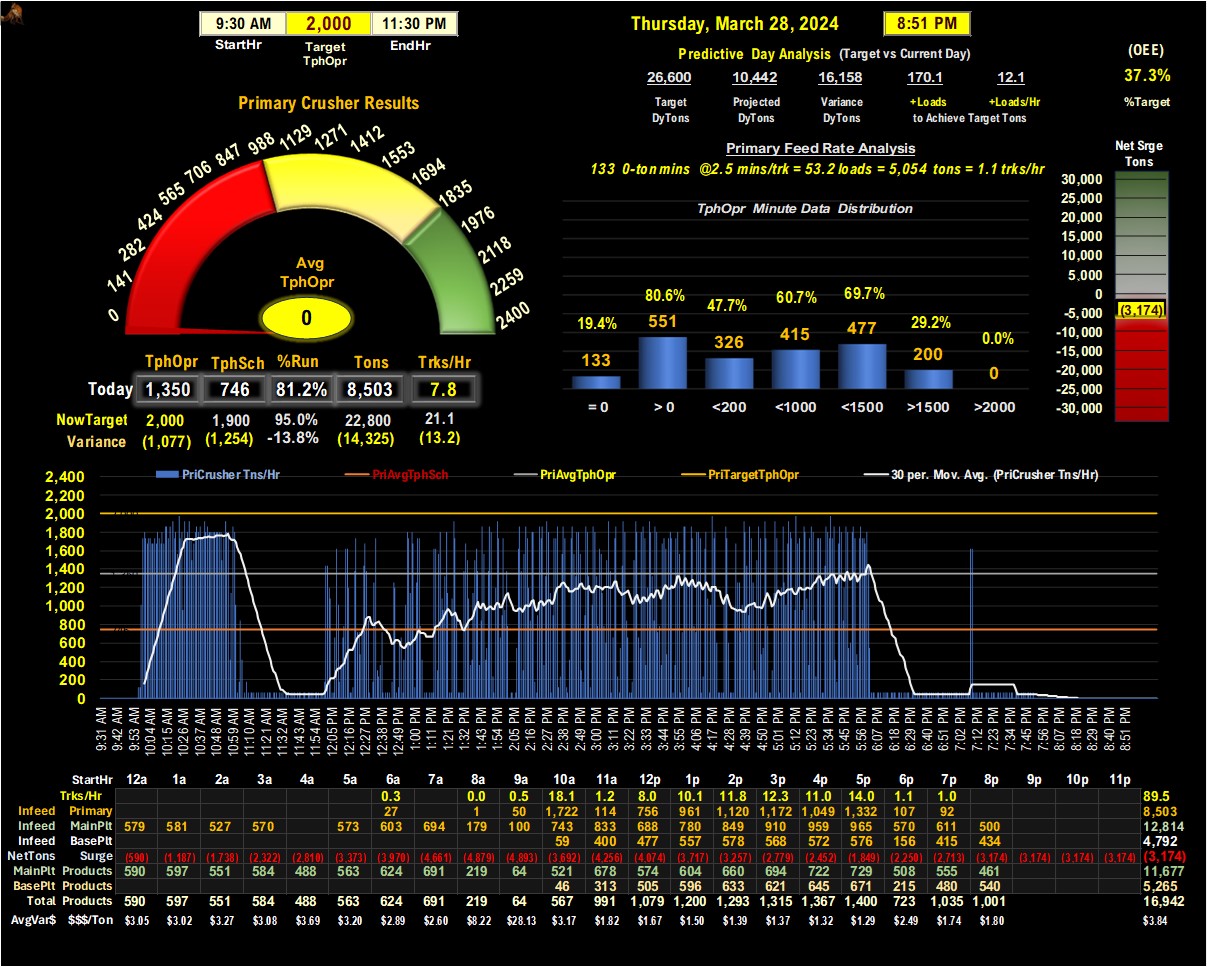 9:30 AM 2,000 11:30 PM
StartHr Target TphOpr EndHr
Thursday, March 28, 2024 8:51 PM
Predictive Day Analysis (Target vs Current Day)
(OEE)
37.3%
%Target
26,600 10,442 16,158 170.1 12.1
Target Projected Variance +Loads +Loads/Hr
DyTons DyTons DyTons to Achieve Target Tons
Primary Crusher Results
0 141 282 424 565 706 847 988 1129 1271 1412 1553 1694 1835 1976 2118 2259 2400
Avg
TphOpr
0
TphOpr TphSch %Run Tons Trks/Hr
Today 1,350 746 81.2% 8,503 7.8
NowTarget 2,000 1,900 95.0% 22,800 21.1
Variance (1,077) (1,254) -13.8% (14,325) (13.2)
Primary Feed Rate Analysis
133 0-ton mins @2.5 mins/trk = 53.2 loads = 5,054 tons = 1.1 trks/hr
TphOpr Minute Data Distribution
19.4% 80.6% 47.7% 60.7% 69.7% 29.2% 0.0%
133 551 326 415 477 200 0
= 0 > 0 <200 <1000 <1500 >1500 >2000
Net Srge
Tons
30,000
25,000
20,000
15,000
10,000
5,000
0
-5,000
-10,000
-15,000
-20,000
-25,000
-30,000
(3,174)
PriCrusher Tns/Hr PriAvgTphSch PriAvgTphOpr PriTargetTphOpr 30 per. Mov. Avg. (PriCrusher Tns/Hr)
2,400
2,200
2,000
1,800
1,600
1,400
1,200
1,000
800
600
400
200
0
9:31 AM 9:42 AM 9:53 AM 10:04 AM 10:26 AM 10:37 AM 10:48 AM 10:59 AM 11:10 AM 11:21 AM 11:32 AM 11:43 AM 11:54 AM 12:05 PM 12:16 PM 12:27 PM 12:38 PM 12:49 PM 1:00 PM 1:11 PM 1:21 PM 1:32 PM 1:43 PM 1:54 PM 2:05 PM 2:16 PM 2:27 PM 2:38 PM 2:49 PM 3:00 PM 3:11 PM 3:22 PM 3:33 PM 3:44 PM 3:55 PM 4:06 PM 4:17 PM 4:28 PM 4:39 PM 4:50 PM 5:01 PM 5:12 PM 5:23 PM 5:34 PM 5:45 PM 5:56 PM 6:07 PM 6:18 PM 6:29 PM 6:40 PM 6:51 PM 7:02 PM 7:12 PM 7:23 PM 7:34 PM 7:45 PM 7:56 PM 8:07 PM 8:18 PM 8:29 PM 8:40 PM 8:51 PM
StartHr 12a 1a 2a 3a 4a 5a 6a 7a 8a 9a 10a 11a 12p 1p 2p 3p 4p 5p 6p 7p 8p 9p 10p 11p
Trks/Hr 0.3 0.0 0.5 18.1 1.2 8.0 10.1 11.8 12.3 11.0 14.0 1.1 1.0 89.5
Infeed Primary 27 1 50 1,722 114 756 961 1,120 1,172 1,049 1,332 107 92 8,503
Infeed MainPlt 579 581 527 570 573 603 694 179 100 743 833 688 780 849 910 959 965 570 611 500 12,814
Infeed BasePlt 59 400 477 557 578 568 572 576 156 415 434 4,792
NetTons Surge (590) (1,187) (1,738) (2,322) (2,810) (3,373) (3,970) (4,661) (4,879) (4,893) (3,692) (4,256) (4,074) (3,717) (3,257) (2,779) (2,452) (1,849) (2,250) (2,713) (3,174) (3,174) (3,174) (3,174) (3,174)
MainPlt Products 590 597 551 584 488 563 624 691 219 64 521 678 574 604 660 694 722 729 508 555 461 11,677
BasePlt Products 46 313 505 596 633 621 645 671 215 480 540 5,265
Total Products 590 597 551 584 488 563 624 691 219 64 567 991 1,079 1,200 1,293 1,315 1,367 1,400 723 1,035 1,001 16,942
AvgVar$ $$$/Ton $3.05 $3.02 $3.27 $3.08 $3.69 $3.20 $2.89 $2.60 $8.22 $28.13 $3.17 $1.82 $1.67 $1.50 $1.39 $1.37 $1.32 $1.29 $2.49 $1.74 $1.80 $3.84